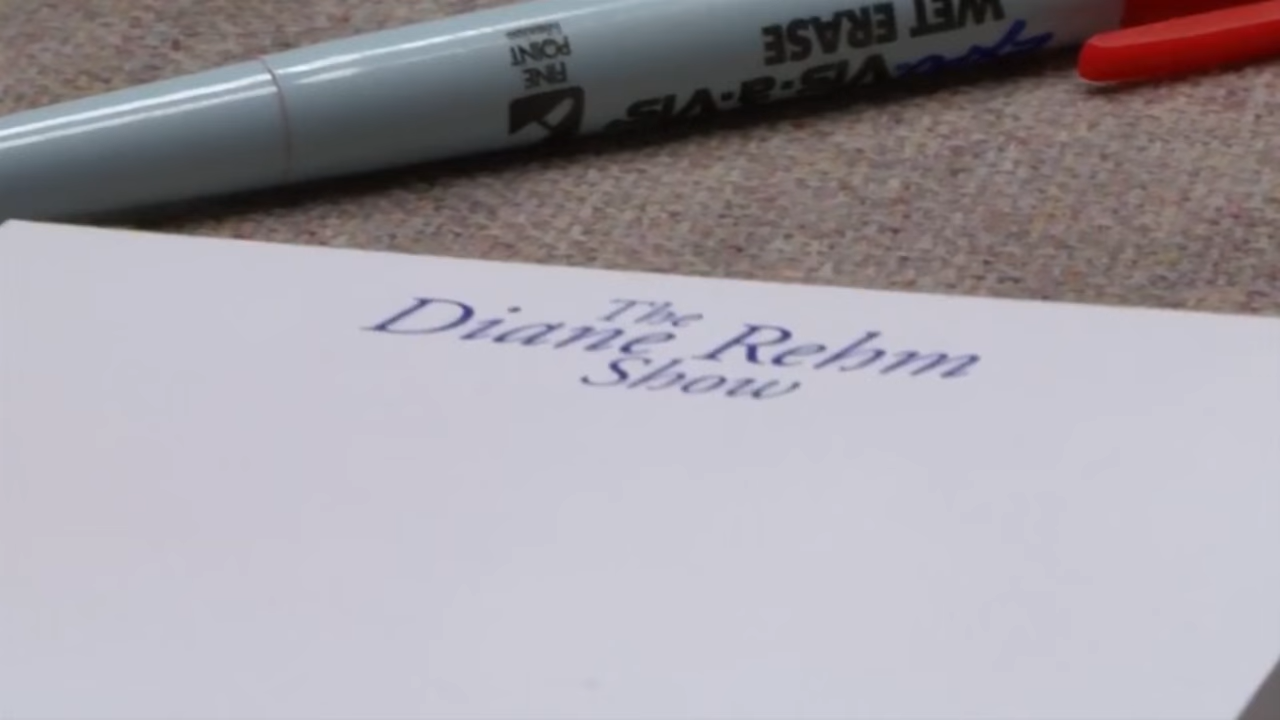 WET ERASE
VIS-à-VIS
FINE
POINT
The
Diane Rehm
Show